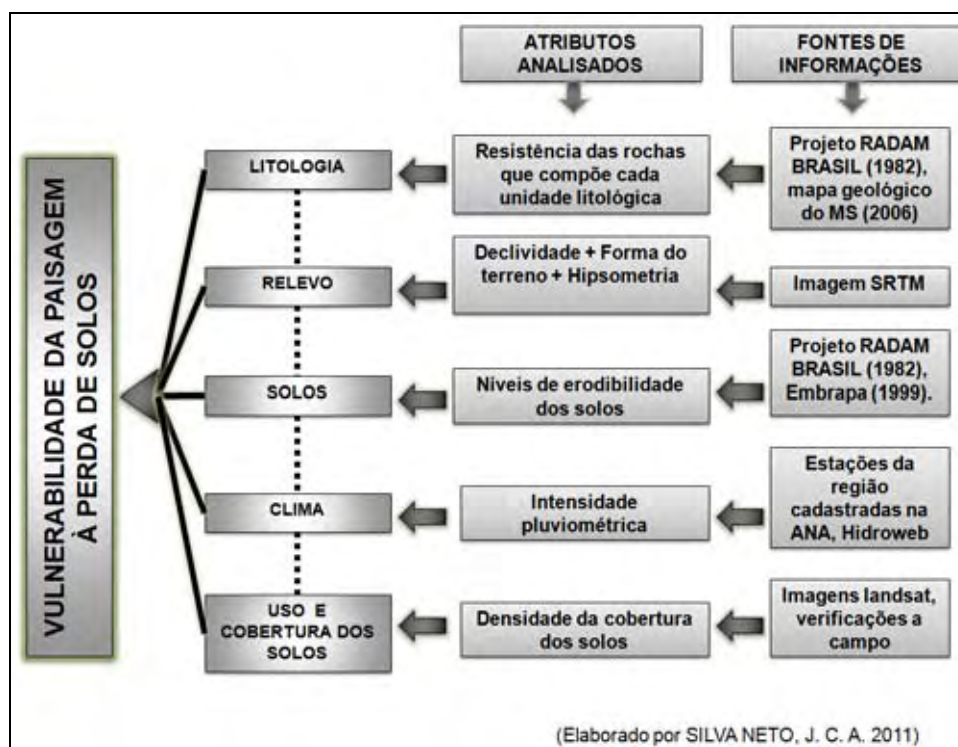 ATRIBUTOS
ANALISADOS
FONTES DE
INFORMAÇÕES
VULNERABILIDADE DA PAISAGEM
À PERDA DE SOLOS
LITOLOGIA
Resistência das rochas
que compõe cada
unidade litológica
Projeto RADAM
BRASIL (1982),
mapa geológico
do MS (2006)
RELEVO
Declividade + Forma do
terreno + Hipsometria
Imagem SRTM
SOLOS
Níveis de erodibilidade
dos solos
Projeto RADAM
BRASIL (1982),
Embrapa (1999).
CLIMA
Intensidade
pluviométrica
Estações da
região
cadastradas na
ANA, Hidroweb
USO E
COBERTURA DOS
SOLOS
Densidade da cobertura
dos solos
Imagens landsat,
verificações a
campo
(Elaborado por SILVA NETO, J. C. A. 2011)